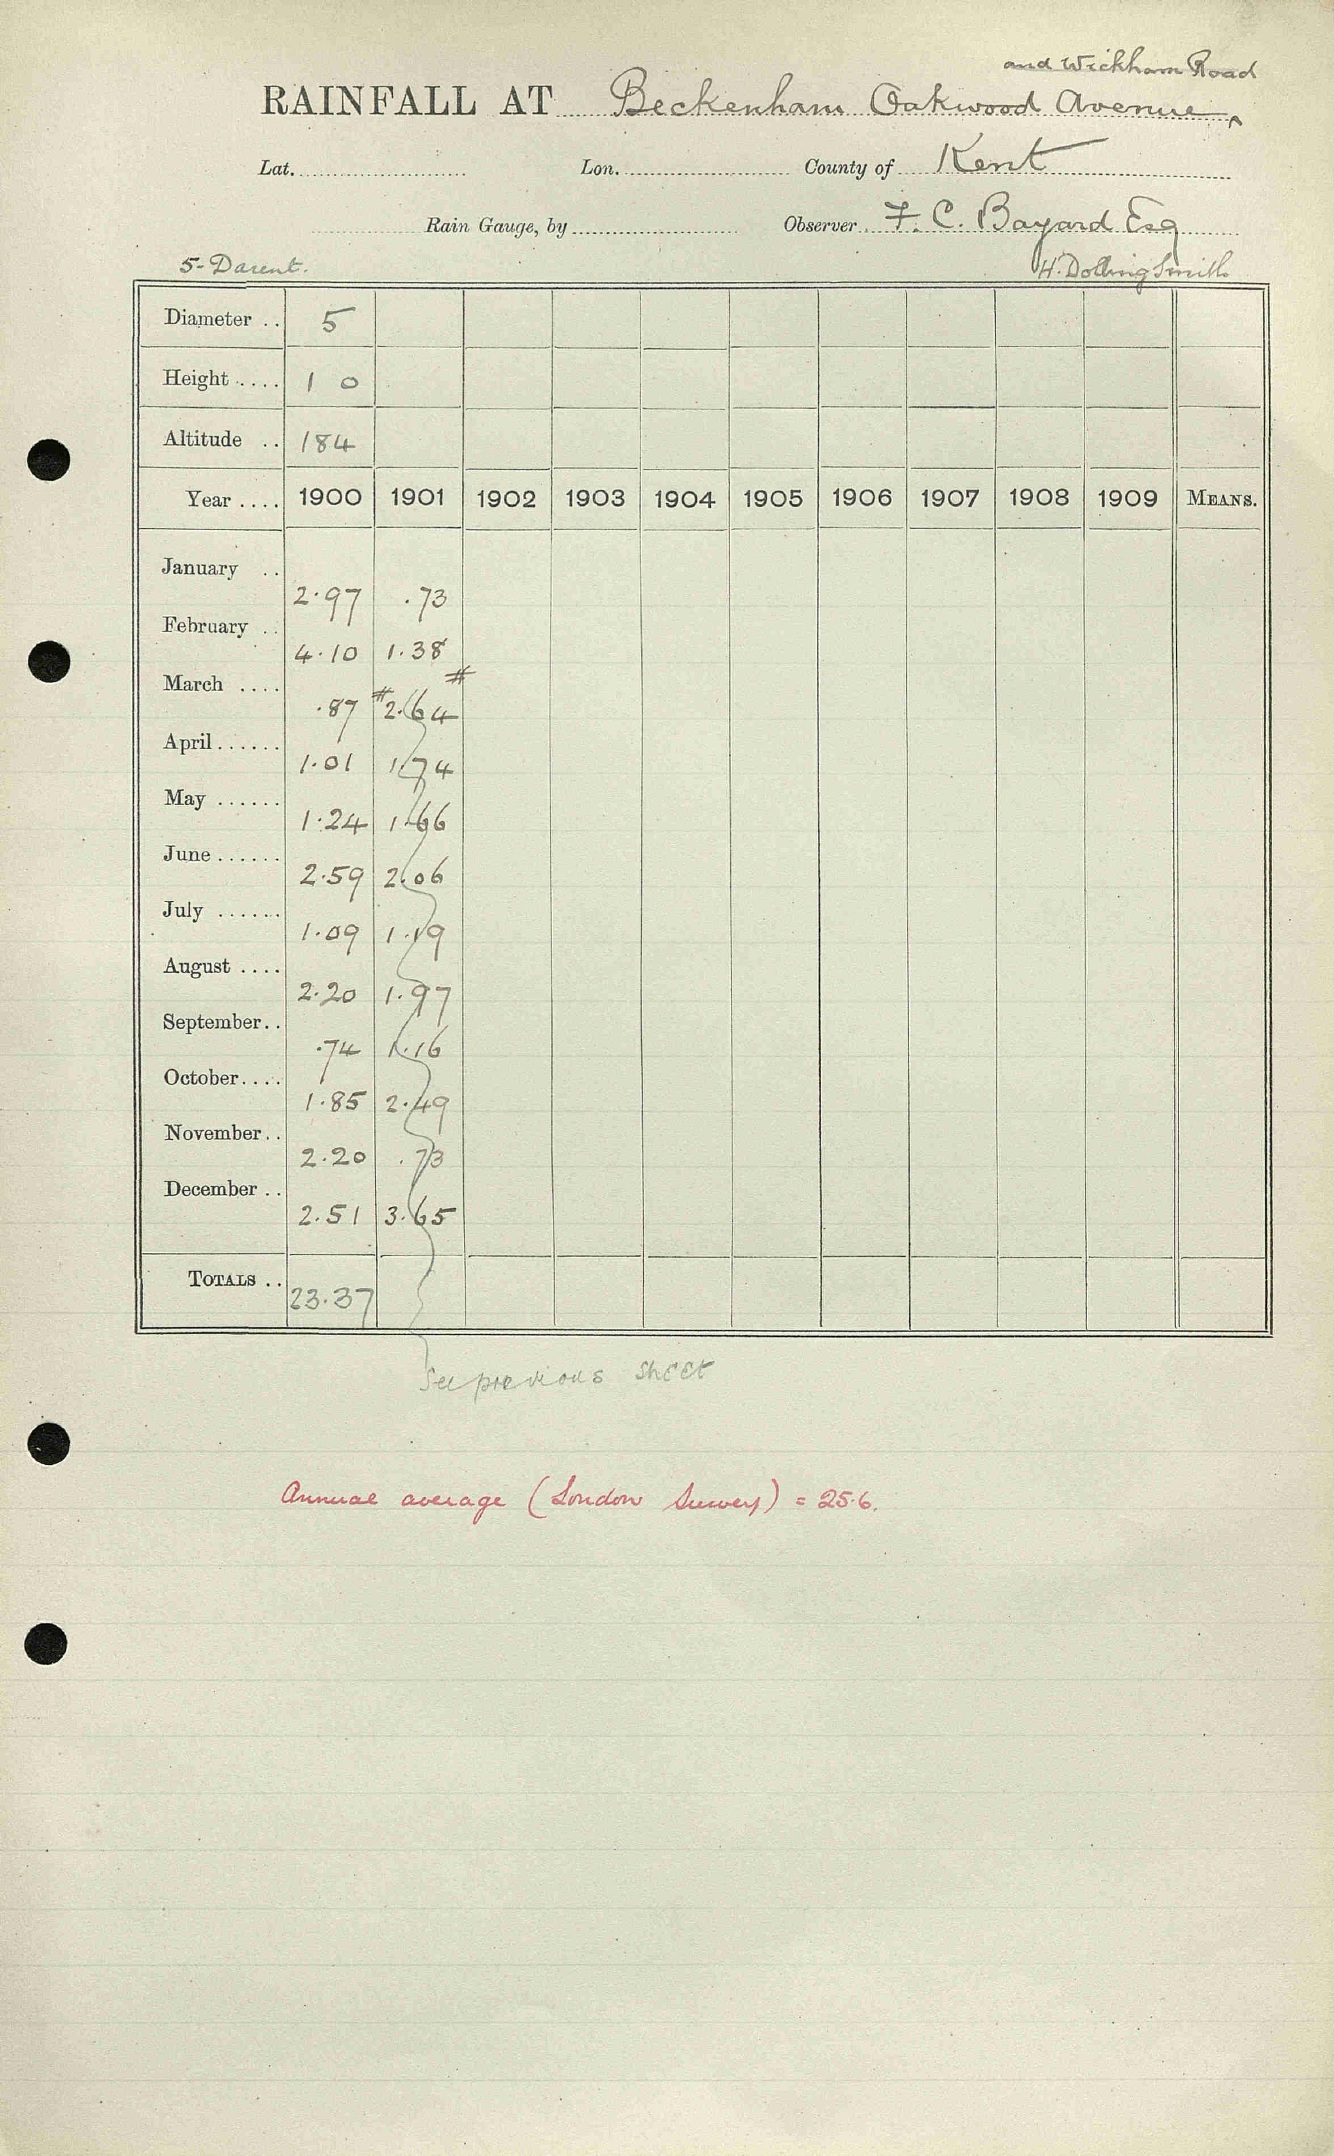 and Wickham Road
RAINFALL AT Beckenham Oakwood Avenue ^
Lat. Lon. County of Kent
Rain Gauge, by Observer F. C. Bayard Esq
5-Darent. H. Dolling Smith
Diameter .. 5
Height .... 1 0
Altitude .. 184
Year .... 1900 1901 1902 1903 1904 1905 1906 1907 1908 1909 MEANS.
January .. 2.97 .73
February .. 4.10 1.38
March .... .87 # 2.64 #
April ...... 1.01 1.74
May ...... 1.24 1.66
June ...... 2.59 2.06
July ...... 1.09 1.19
August .... 2.20 1.97
September.. .74 1.16
October.... 1.85 2.49
November.. 2.20 .73
December .. 2.51 3.65
TOTALS .. 23.37
See previous sheet
Annual average (London Survey) = 25.6.